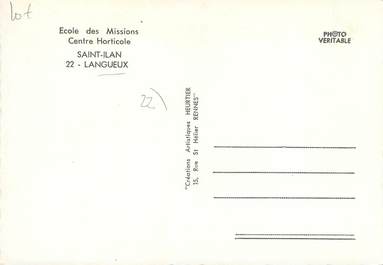 lot
Ecole des Missions
Centre Horticole
SAINT-ILAN
22 - LANGUEUX
PHOTO
VERITABLE
22)
"Créations Artistiques HEURTIER
15, Rue St Hélier RENNES"